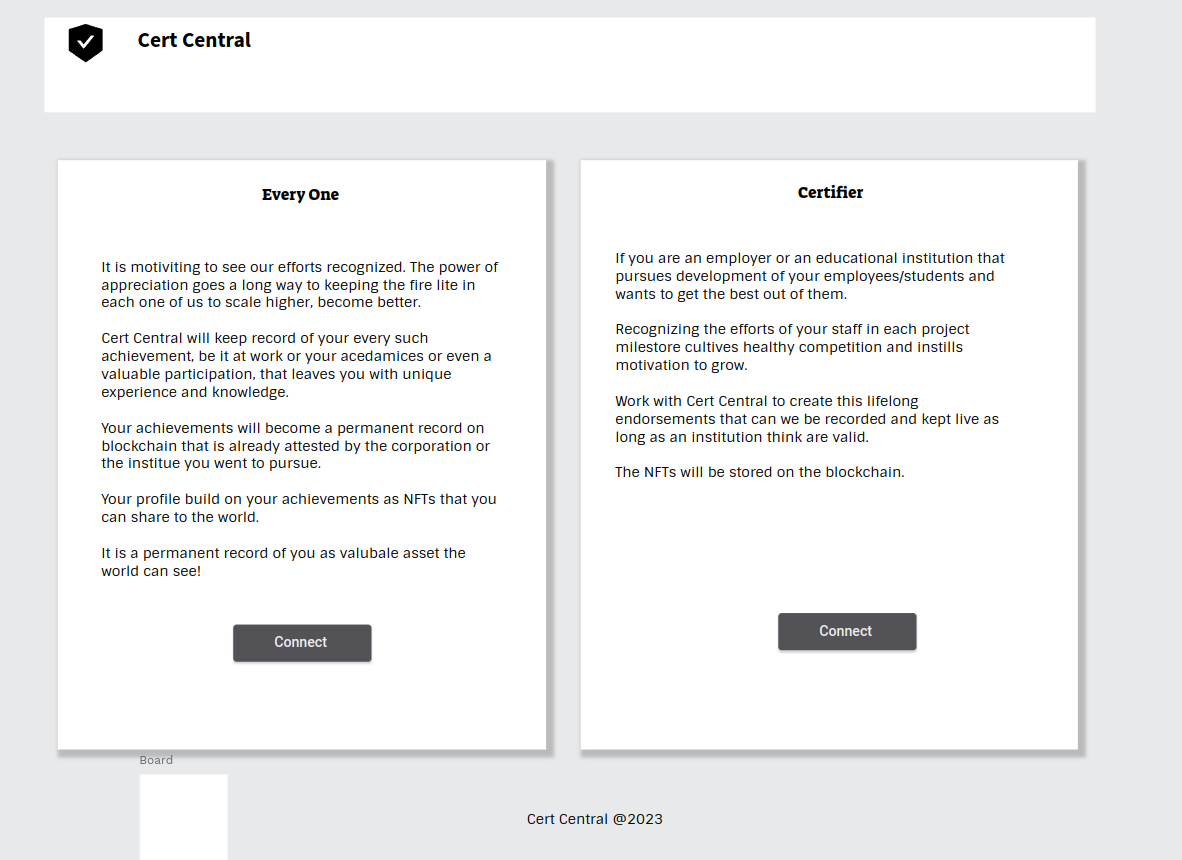 Cert Central
Every One
It is motiviting to see our efforts recognized. The power of
appreciation goes a long way to keeping the fire lite in
each one of us to scale higher, become better.
Cert Central will keep record of your every such
achievement, be it at work or your acedamices or even a
valuable participation, that leaves you with unique
experience and knowledge.
Your achievements will become a permanent record on
blockchain that is already attested by the corporation or
the institue you went to pursue.
Your profile build on your achievements as NFTs that you
can share to the world.
It is a permanent record of you as valubale asset the
world can see!
Connect
Certifier
If you are an employer or an educational institution that
pursues development of your employees/students and
wants to get the best out of them.
Recognizing the efforts of your staff in each project
milestore cultives healthy competition and instills
motivation to grow.
Work with Cert Central to create this lifelong
endorsements that can we be recorded and kept live as
long as an institution think are valid.
The NFTs will be stored on the blockchain.
Connect
Board
Cert Central @2023